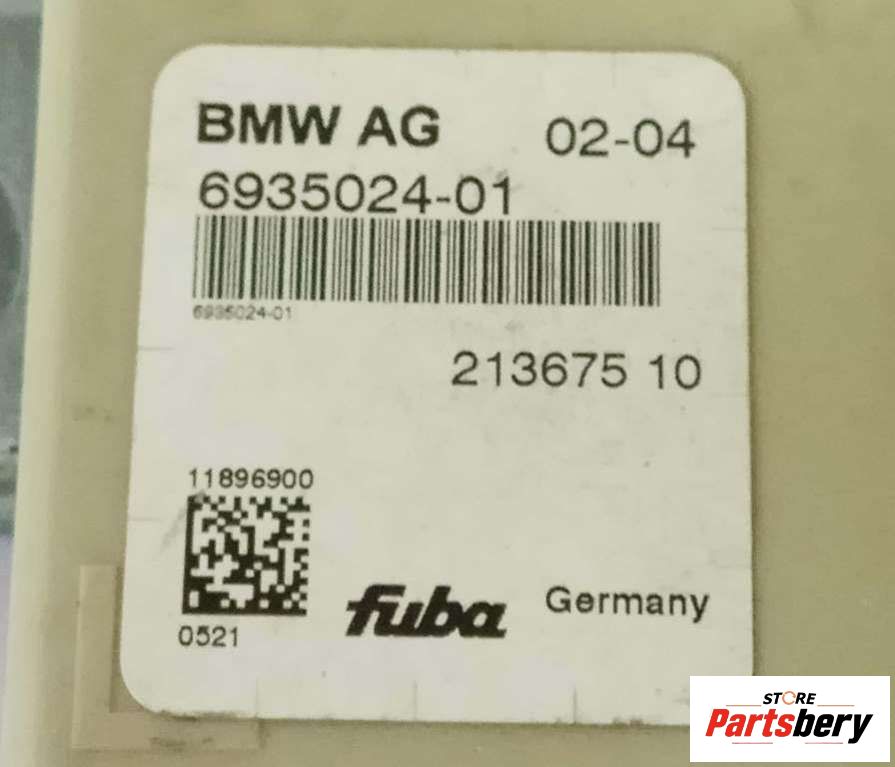 BMW AG 02-04
6935024-01
6935024-01
213675 10
11896900
0521
fuba Germany
STORE
Partsbery